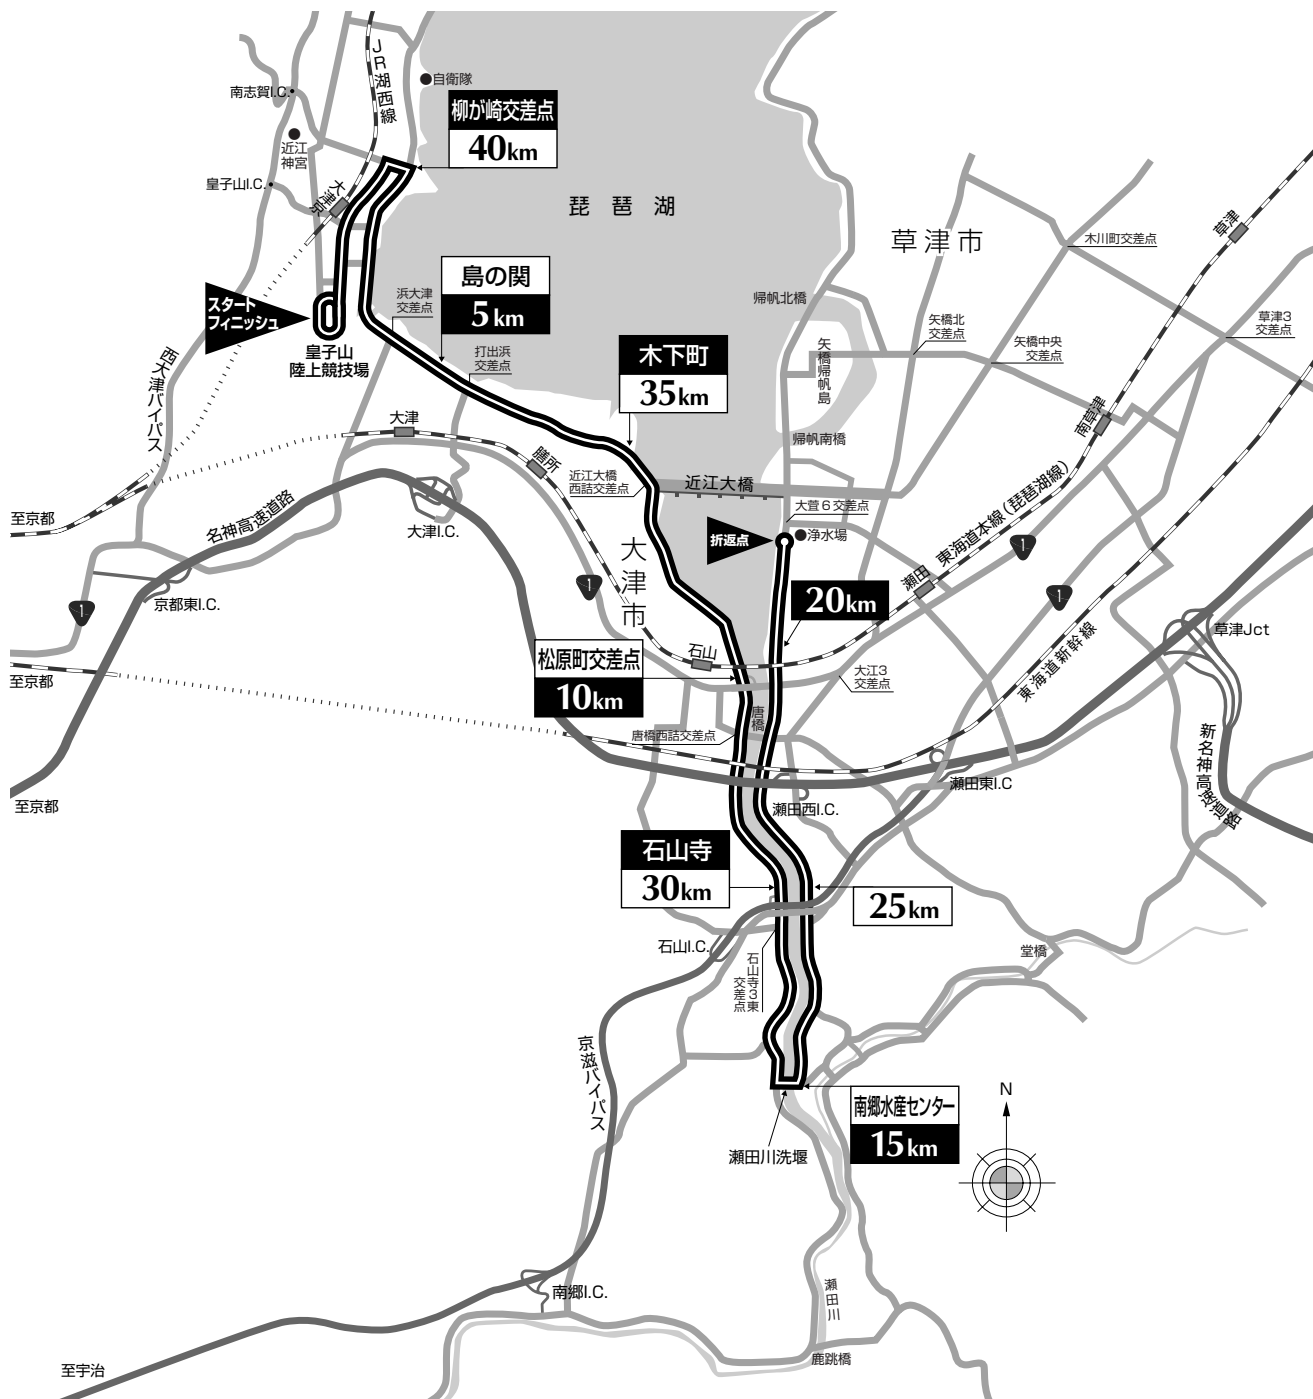 JR湖西線
自衛隊
南志賀I.C.
近江
神宮
皇子山I.C.
大津京
柳が崎交差点
40km
琵琶湖
草津市
草津
木川町交差点
島の関
5km
浜大津
交差点
打出浜
交差点
スタート
フィニッシュ
皇子山
陸上競技場
帰帆北橋
矢橋帰帆島
矢橋北
交差点
矢橋中央
交差点
草津3
交差点
木下町
35km
西大津バイパス
大津
膳所
南草津
帰帆南橋
近江大橋
西詰交差点
近江大橋
大萱6交差点
至京都
名神高速道路
大津I.C.
折返点
浄水場
東海道本線(琵琶湖線)
1
大津市
1
瀬田
1
1
20km
京都東I.C.
草津Jct
石山
松原町交差点
10km
大江3
交差点
東海道新幹線
至京都
唐橋
唐橋西詰交差点
新名神高速道路
至京都
瀬田西I.C.
瀬田東I.C
石山寺
30km
25km
石山I.C.
石山寺3東
交差点
堂橋
京滋バイパス
南郷水産センター
15km
瀬田川洗堰
N
南郷I.C.
瀬田川
鹿跳橋
至宇治